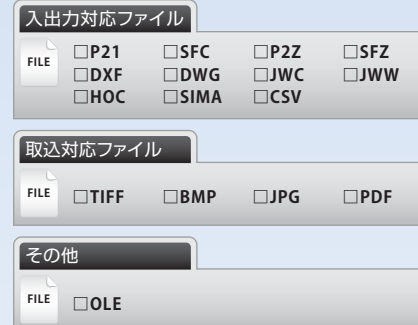 入出力対応ファイル
FILE
□P21 □SFC □P2Z □SFZ
□DXF □DWG □JWC □JWW
□HOC □SIMA □CSV
取込対応ファイル
FILE
□TIFF □BMP □JPG □PDF
その他
FILE
□OLE